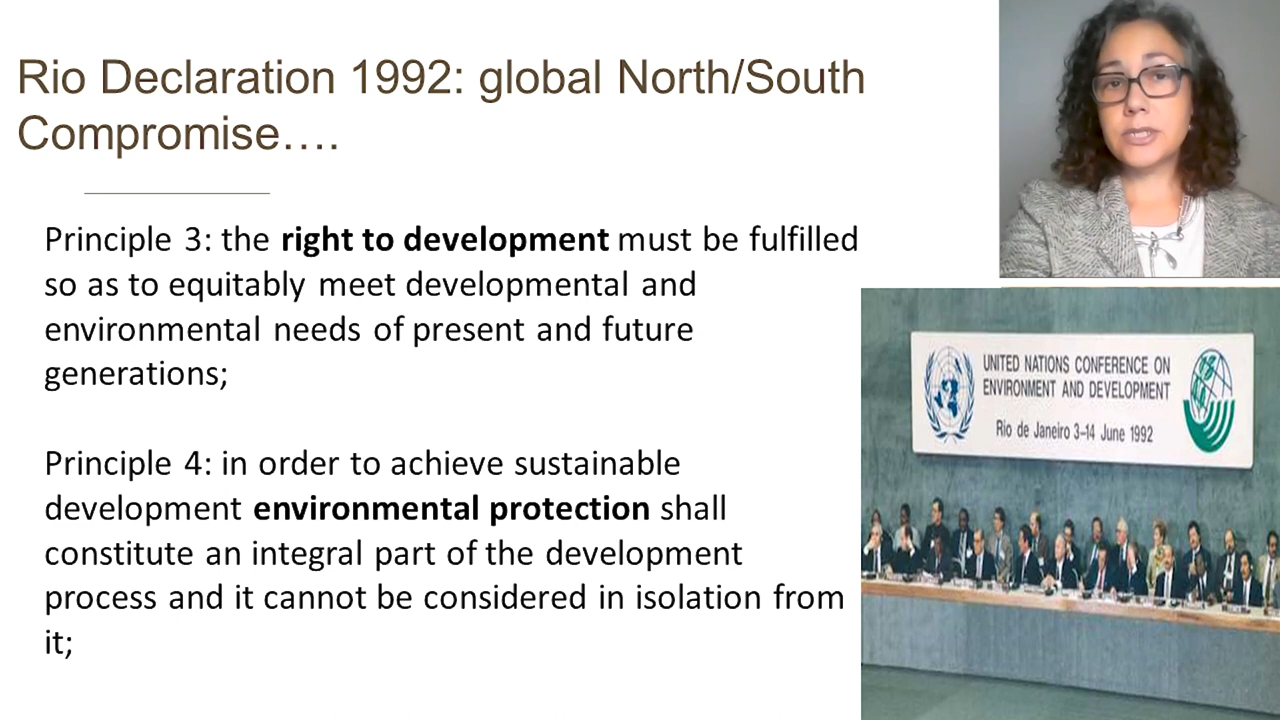 Rio Declaration 1992: global North/South
Compromise….
Principle 3: the right to development must be fulfilled
so as to equitably meet developmental and
environmental needs of present and future
generations;
Principle 4: in order to achieve sustainable
development environmental protection shall
constitute an integral part of the development
process and it cannot be considered in isolation from
it;
UNITED NATIONS CONFERENCE ON
ENVIRONMENT AND DEVELOPMENT
Rio de Janeiro 3–14 June 1992